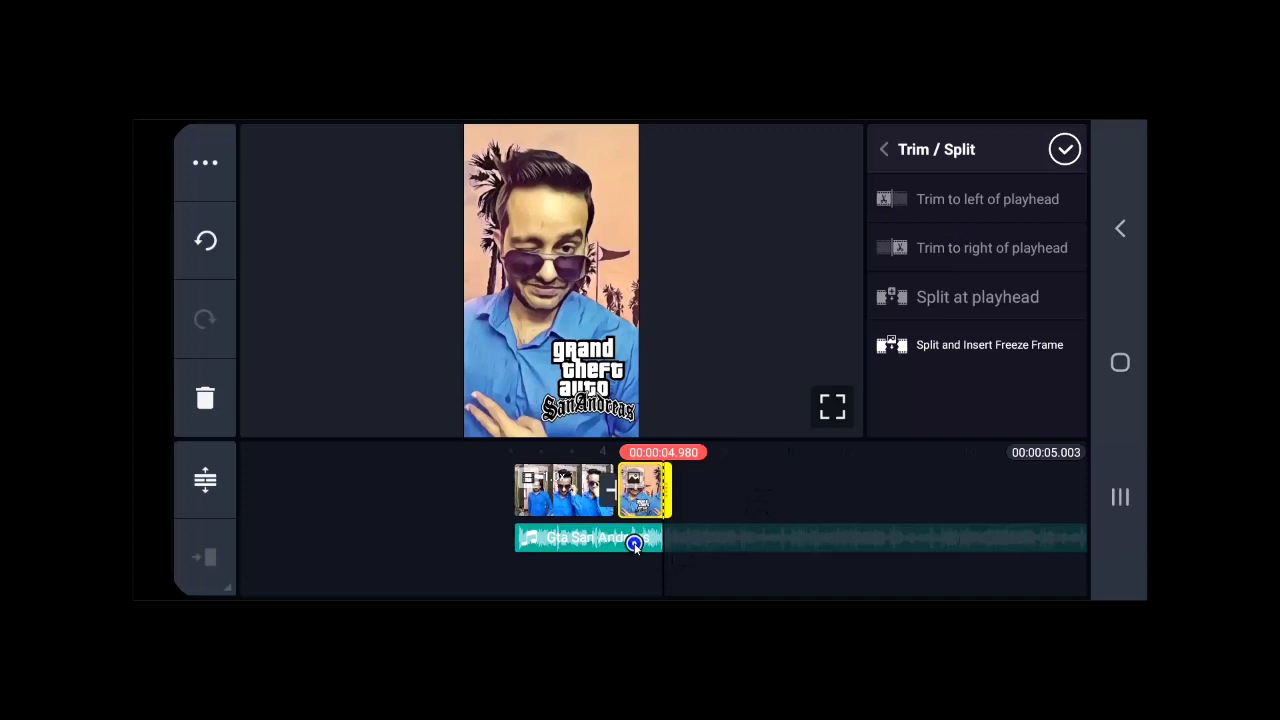 Trim / Split
Trim to left of playhead
Trim to right of playhead
Split at playhead
Split and Insert Freeze Frame
grand
theft
auto
San Andreas
4
00:00:04.980
00:00:05.003
Gta San Andreas